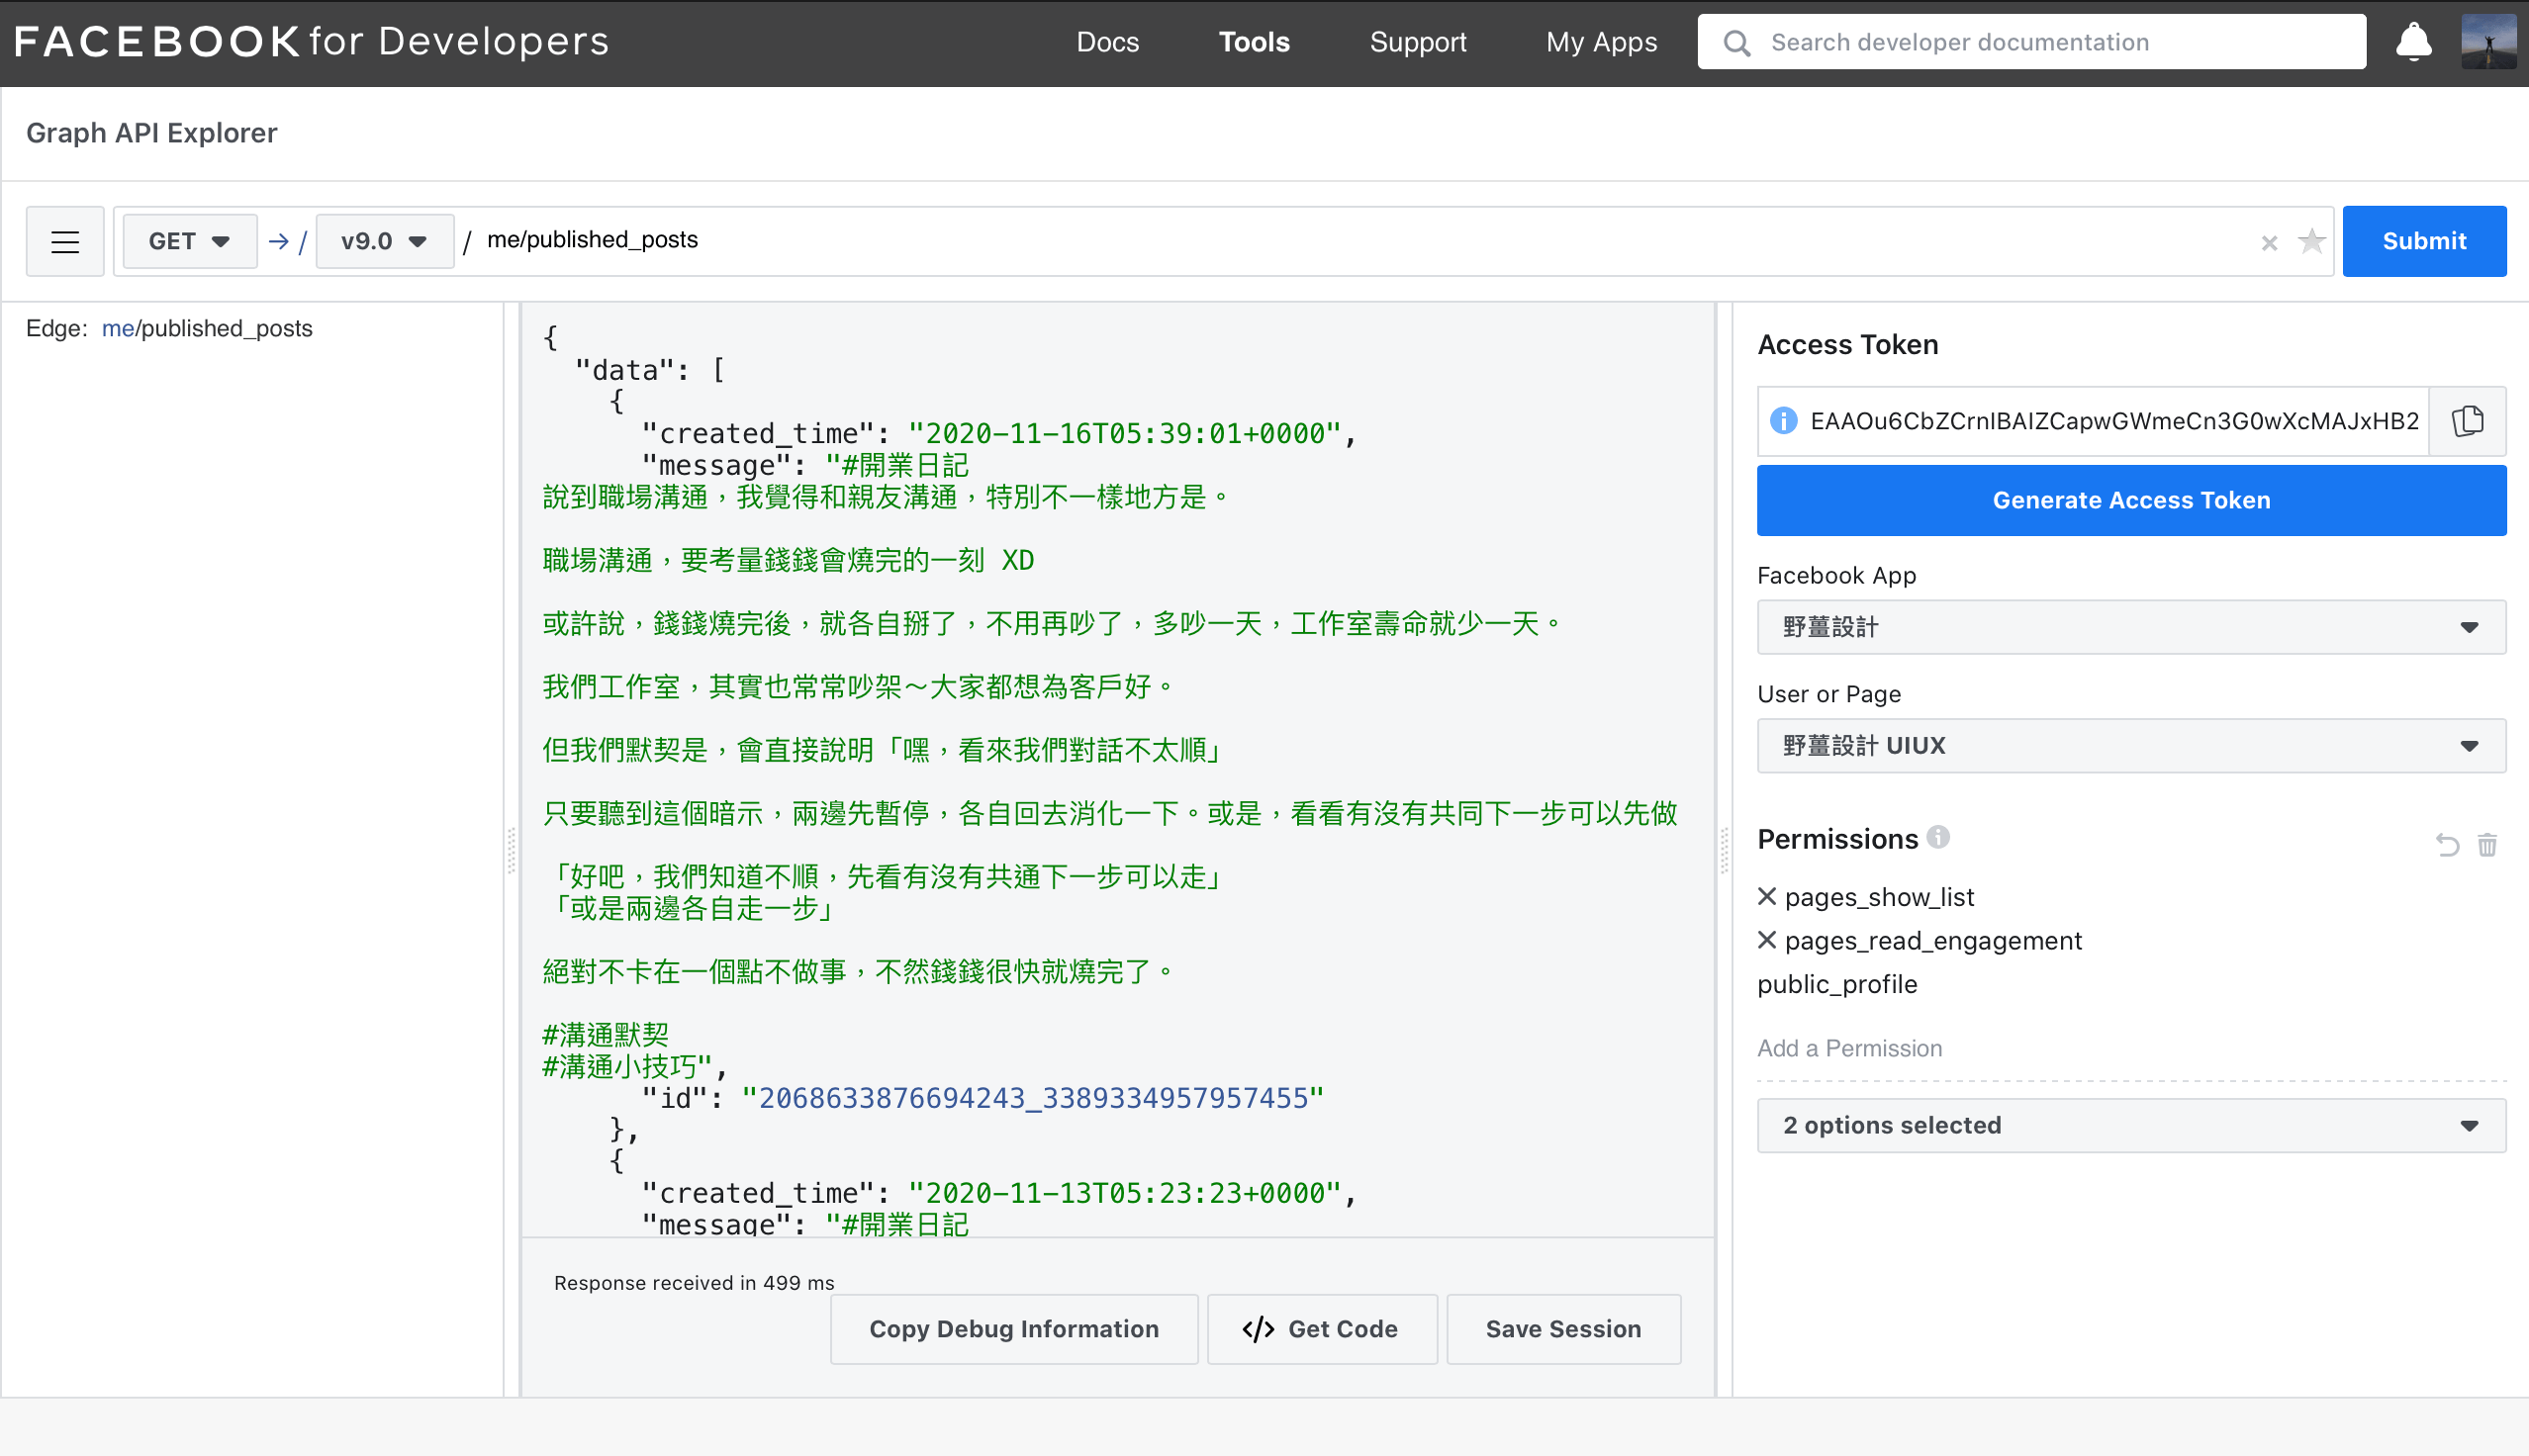 FACEBOOK for Developers
Docs
Tools
Support
My Apps
Search developer documentation
Graph API Explorer
GET
→ /
v9.0
/ me/published_posts
Submit
Edge: me/published_posts
{
"data": [
{
"created_time": "2020-11-16T05:39:01+0000",
"message": "#開業日記
說到職場溝通，我覺得和親友溝通，特別不一樣地方是。
職場溝通，要考量錢錢會燒完的一刻 XD
或許說，錢錢燒完後，就各自掰了，不用再吵了，多吵一天，工作室壽命就少一天。
我們工作室，其實也常常吵架～大家都想為客戶好。
但我們默契是，會直接說明「嘿，看來我們對話不太順」
只要聽到這個暗示，兩邊先暫停，各自回去消化一下。或是，看看有沒有共同下一步可以先做
「好吧，我們知道不順，先看有沒有共通下一步可以走」
「或是兩邊各自走一步」
絕對不卡在一個點不做事，不然錢錢很快就燒完了。
#溝通默契
#溝通小技巧",
"id": "2068633876694243_3389334957957455"
},
{
"created_time": "2020-11-13T05:23:23+0000",
"message": "#開業日記
Response received in 499 ms
Copy Debug Information
</> Get Code
Save Session
Access Token
EAAOu6CbZCrnIBAIZCapwGWmeCn3G0wXcMAJxHB2
Generate Access Token
Facebook App
野薑設計
User or Page
野薑設計 UIUX
Permissions
pages_show_list
pages_read_engagement
public_profile
Add a Permission
2 options selected